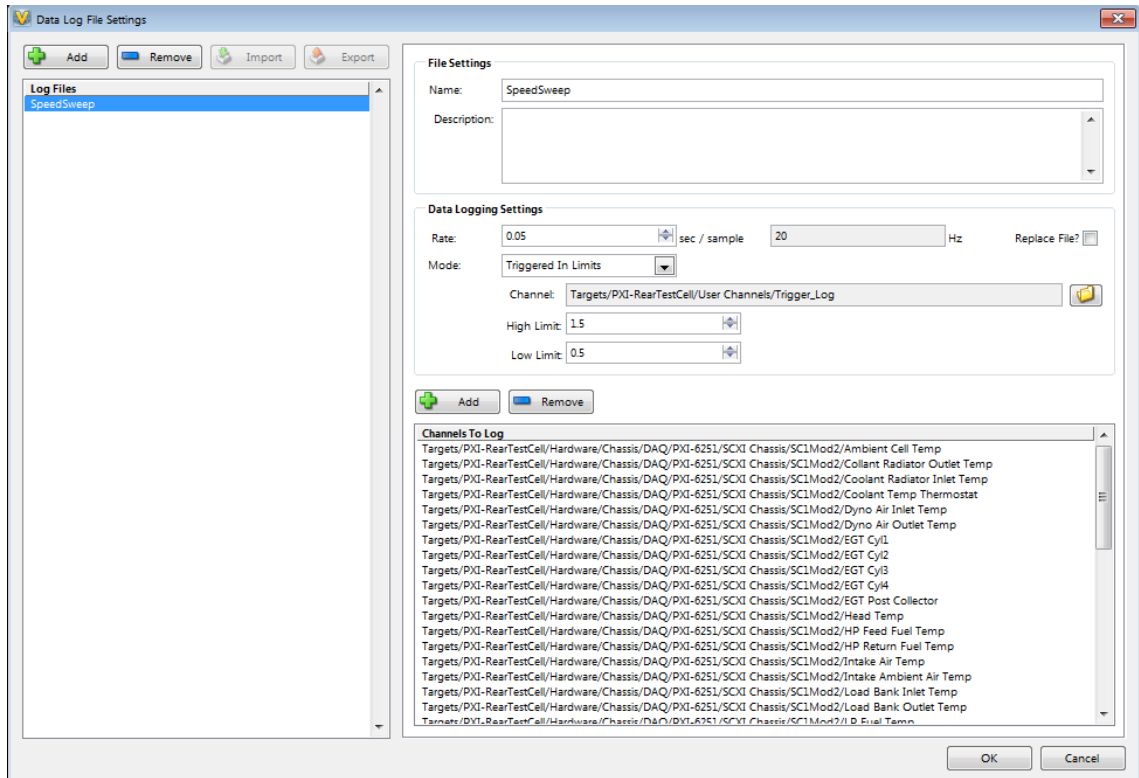 Data Log File Settings
Add Remove Import Export
Log Files
SpeedSweep
File Settings
Name: SpeedSweep
Description:
Data Logging Settings
Rate: 0.05 sec / sample 20 Hz Replace File?
Mode: Triggered In Limits
Channel: Targets/PXI-RearTestCell/User Channels/Trigger_Log
High Limit: 1.5
Low Limit: 0.5
Add Remove
Channels To Log
Targets/PXI-RearTestCell/Hardware/Chassis/DAQ/PXI-6251/SCXI Chassis/SC1Mod2/Ambient Cell Temp
Targets/PXI-RearTestCell/Hardware/Chassis/DAQ/PXI-6251/SCXI Chassis/SC1Mod2/Collant Radiator Outlet Temp
Targets/PXI-RearTestCell/Hardware/Chassis/DAQ/PXI-6251/SCXI Chassis/SC1Mod2/Coolant Radiator Inlet Temp
Targets/PXI-RearTestCell/Hardware/Chassis/DAQ/PXI-6251/SCXI Chassis/SC1Mod2/Coolant Temp Thermostat
Targets/PXI-RearTestCell/Hardware/Chassis/DAQ/PXI-6251/SCXI Chassis/SC1Mod2/Dyno Air Inlet Temp
Targets/PXI-RearTestCell/Hardware/Chassis/DAQ/PXI-6251/SCXI Chassis/SC1Mod2/Dyno Air Outlet Temp
Targets/PXI-RearTestCell/Hardware/Chassis/DAQ/PXI-6251/SCXI Chassis/SC1Mod2/EGT Cyl1
Targets/PXI-RearTestCell/Hardware/Chassis/DAQ/PXI-6251/SCXI Chassis/SC1Mod2/EGT Cyl2
Targets/PXI-RearTestCell/Hardware/Chassis/DAQ/PXI-6251/SCXI Chassis/SC1Mod2/EGT Cyl3
Targets/PXI-RearTestCell/Hardware/Chassis/DAQ/PXI-6251/SCXI Chassis/SC1Mod2/EGT Cyl4
Targets/PXI-RearTestCell/Hardware/Chassis/DAQ/PXI-6251/SCXI Chassis/SC1Mod2/EGT Post Collector
Targets/PXI-RearTestCell/Hardware/Chassis/DAQ/PXI-6251/SCXI Chassis/SC1Mod2/Head Temp
Targets/PXI-RearTestCell/Hardware/Chassis/DAQ/PXI-6251/SCXI Chassis/SC1Mod2/HP Feed Fuel Temp
Targets/PXI-RearTestCell/Hardware/Chassis/DAQ/PXI-6251/SCXI Chassis/SC1Mod2/HP Return Fuel Temp
Targets/PXI-RearTestCell/Hardware/Chassis/DAQ/PXI-6251/SCXI Chassis/SC1Mod2/Intake Air Temp
Targets/PXI-RearTestCell/Hardware/Chassis/DAQ/PXI-6251/SCXI Chassis/SC1Mod2/Intake Ambient Air Temp
Targets/PXI-RearTestCell/Hardware/Chassis/DAQ/PXI-6251/SCXI Chassis/SC1Mod2/Load Bank Inlet Temp
Targets/PXI-RearTestCell/Hardware/Chassis/DAQ/PXI-6251/SCXI Chassis/SC1Mod2/Load Bank Outlet Temp
Targets/PXI-RearTestCell/Hardware/Chassis/DAQ/PXI-6251/SCXI Chassis/SC1Mod2/LP Fuel Temp
OK Cancel